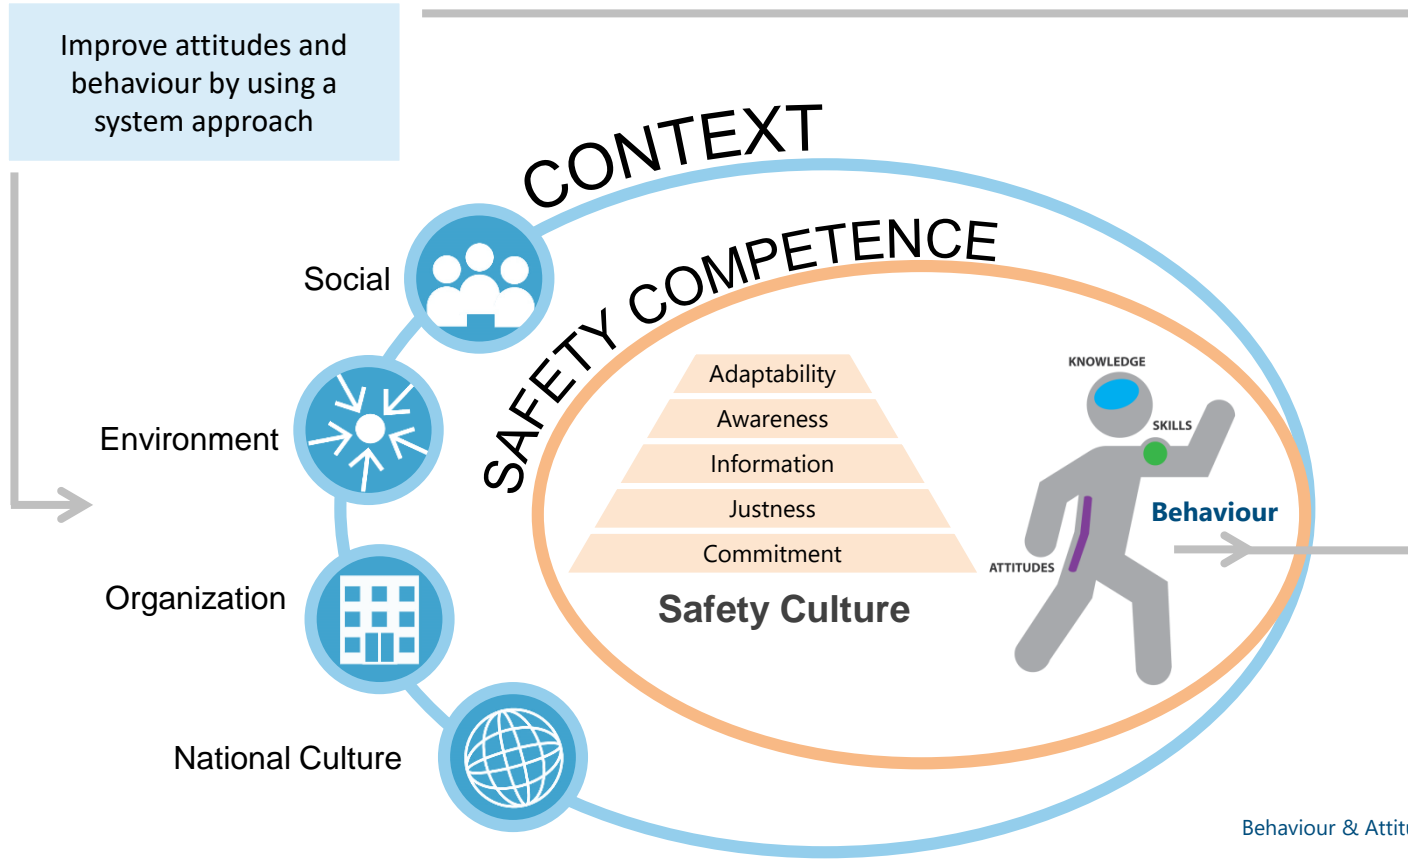 Improve attitudes and
behaviour by using a
system approach
CONTEXT
SAFETY COMPETENCE
Social
Environment
Organization
National Culture
Adaptability
Awareness
Information
Justness
Commitment
Safety Culture
KNOWLEDGE
SKILLS
Behaviour
ATTITUDES
Behaviour &